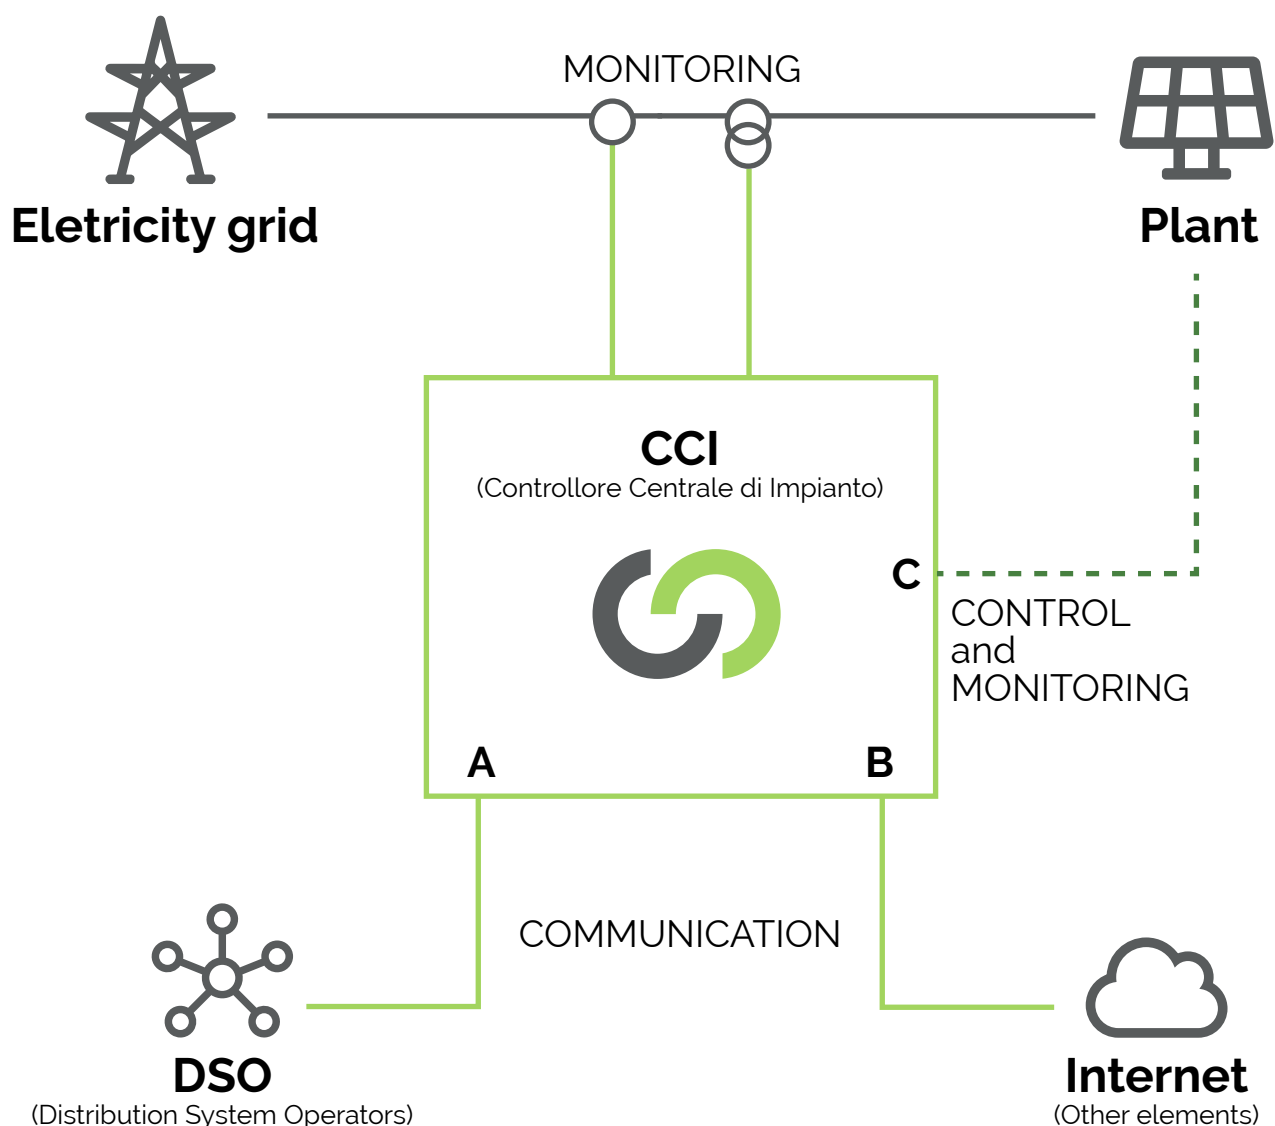 MONITORING
Eletricity grid
Plant
CCI
(Controllore Centrale di Impianto)
C
CONTROL
and
MONITORING
A
B
COMMUNICATION
DSO
(Distribution System Operators)
Internet
(Other elements)